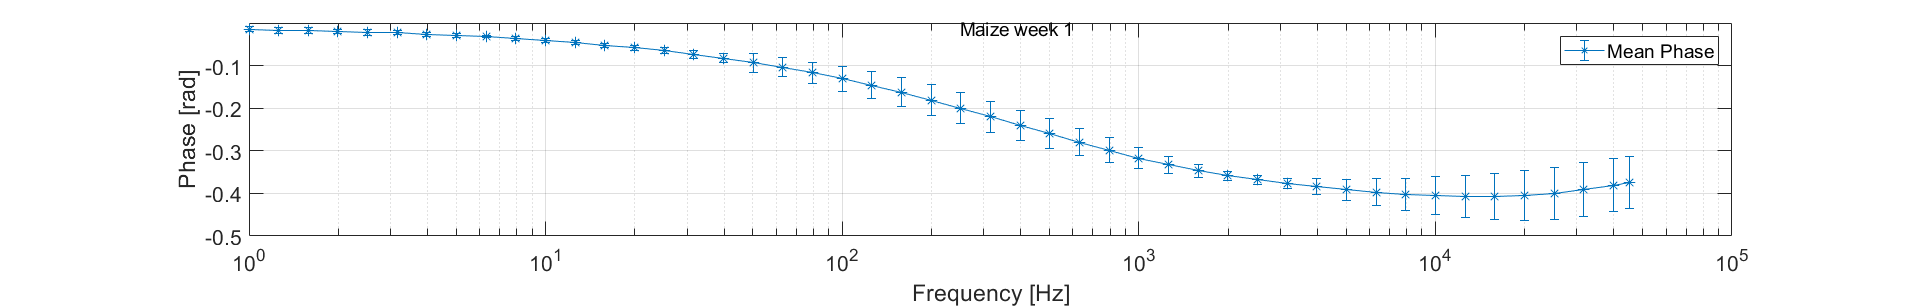 Maize week 1
Mean Phase
Phase [rad]
-0.1
-0.2
-0.3
-0.4
-0.5
10^0
10^1
10^2
10^3
10^4
10^5
Frequency [Hz]